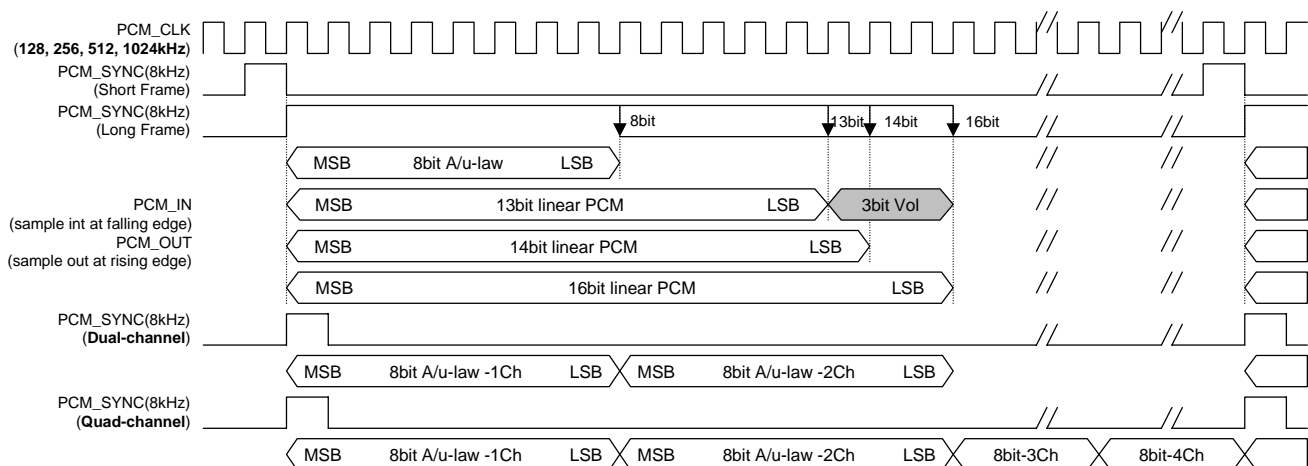 PCM_CLK
(128, 256, 512, 1024kHz)
PCM_SYNC(8kHz)
(Short Frame)
PCM_SYNC(8kHz)
(Long Frame)
8bit
13bit
14bit
16bit
MSB 8bit A/u-law LSB
PCM_IN
(sample int at falling edge)
MSB 13bit linear PCM LSB
3bit Vol
PCM_OUT
(sample out at rising edge)
MSB 14bit linear PCM LSB
MSB 16bit linear PCM LSB
PCM_SYNC(8kHz)
(Dual-channel)
MSB 8bit A/u-law -1Ch LSB
MSB 8bit A/u-law -2Ch LSB
PCM_SYNC(8kHz)
(Quad-channel)
MSB 8bit A/u-law -1Ch LSB
MSB 8bit A/u-law -2Ch LSB
8bit-3Ch
8bit-4Ch